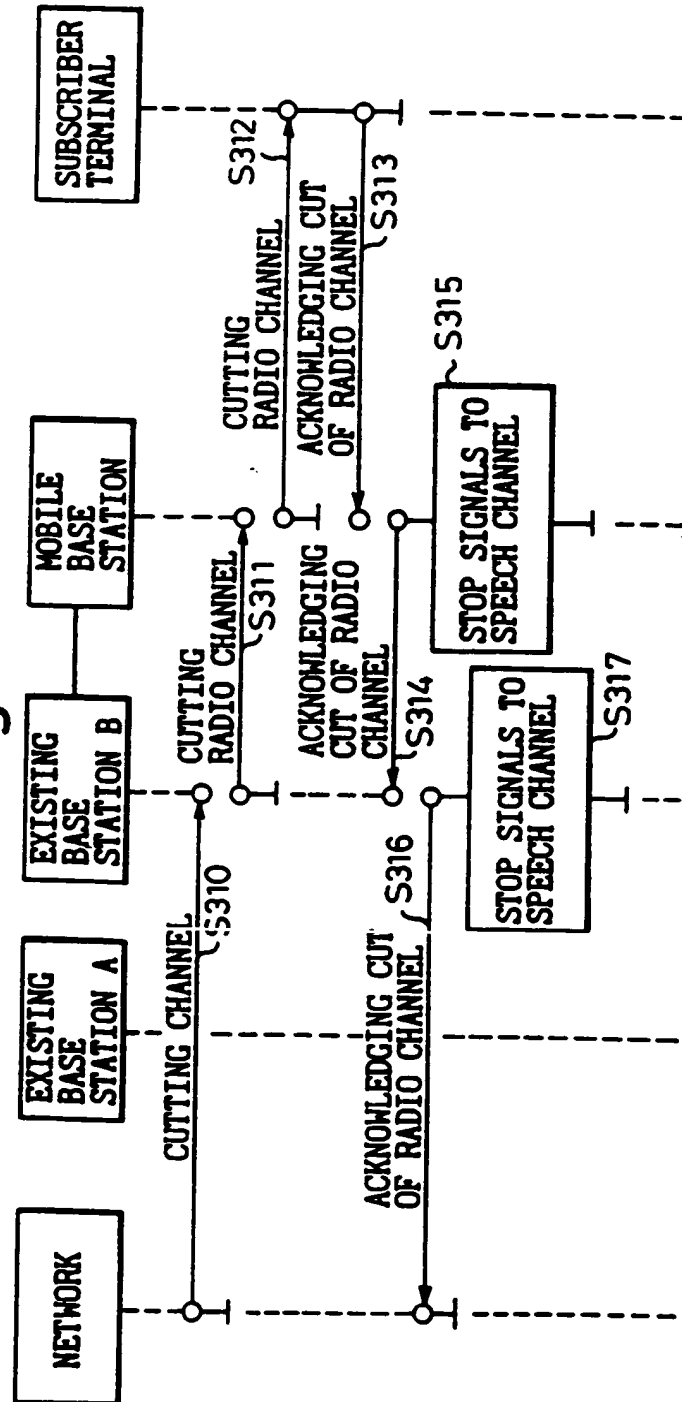 NETWORK
EXISTING
BASE
STATION A
EXISTING
BASE
STATION B
MOBILE
BASE
STATION
SUBSCRIBER
TERMINAL
CUTTING CHANNEL
S310
CUTTING
RADIO CHANNEL
S311
CUTTING
RADIO CHANNEL
S312
ACKNOWLEDGING CUT
OF RADIO CHANNEL
S313
ACKNOWLEDGING
CUT OF RADIO
CHANNEL
S314
STOP SIGNALS TO
SPEECH CHANNEL
S315
ACKNOWLEDGING CUT
OF RADIO CHANNEL
S316
STOP SIGNALS TO
SPEECH CHANNEL
S317